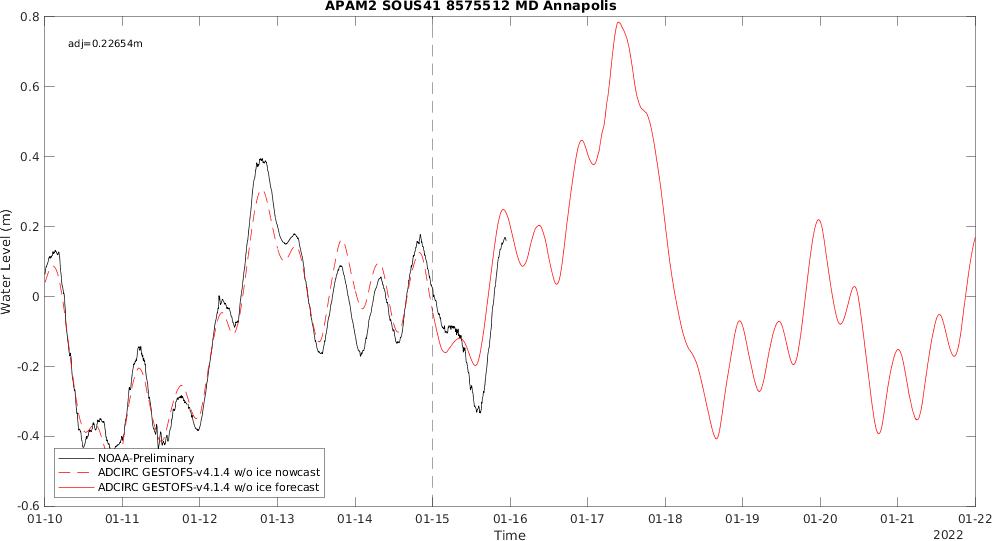 APAM2 SOUS41 8575512 MD Annapolis
adj=0.22654m
0.8
0.6
0.4
0.2
0
-0.2
-0.4
-0.6
Water Level (m)
NOAA-Preliminary
ADCIRC GESTOFS-v4.1.4 w/o ice nowcast
ADCIRC GESTOFS-v4.1.4 w/o ice forecast
01-10 01-11 01-12 01-13 01-14 01-15 01-16 01-17 01-18 01-19 01-20 01-21 01-22
Time
2022